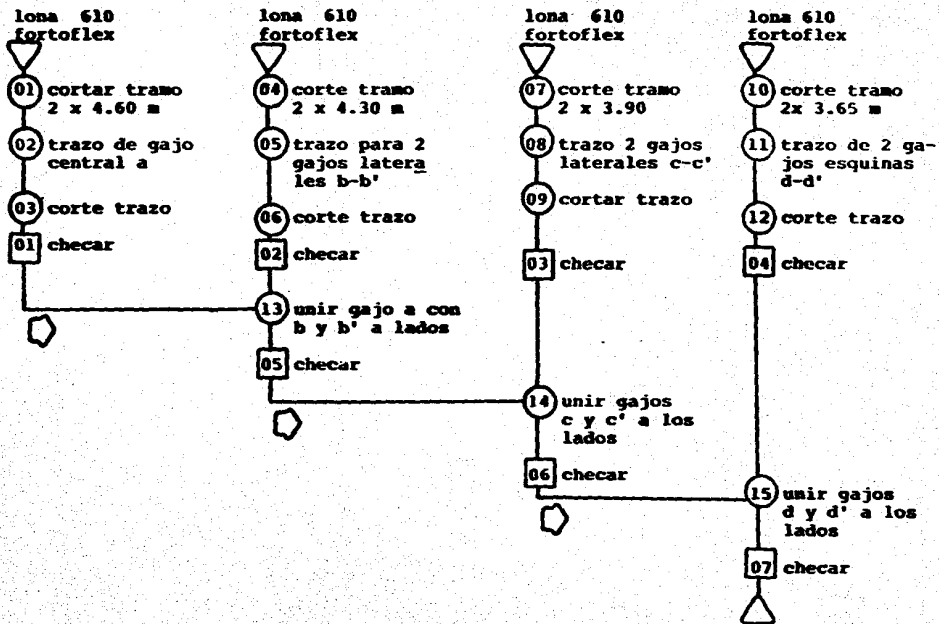 lona 610
fortoflex
01 cortar tramo
2 x 4.60 m
02 trazo de gajo
central a
03 corte trazo
01 checar
lona 610
fortoflex
04 corte tramo
2 x 4.30 m
05 trazo para 2
gajos latera
les b-b'
06 corte trazo
02 checar
13 unir gajo a con
b y b' a lados
05 checar
lona 610
fortoflex
07 corte tramo
2 x 3.90
08 trazo 2 gajos
laterales c-c'
09 cortar trazo
03 checar
14 unir gajos
c y c' a los
lados
06 checar
lona 610
fortoflex
10 corte tramo
2x 3.65 m
11 trazo de 2 ga-
jos esquinas
d-d'
12 corte trazo
04 checar
15 unir gajos
d y d' a los
lados
07 checar